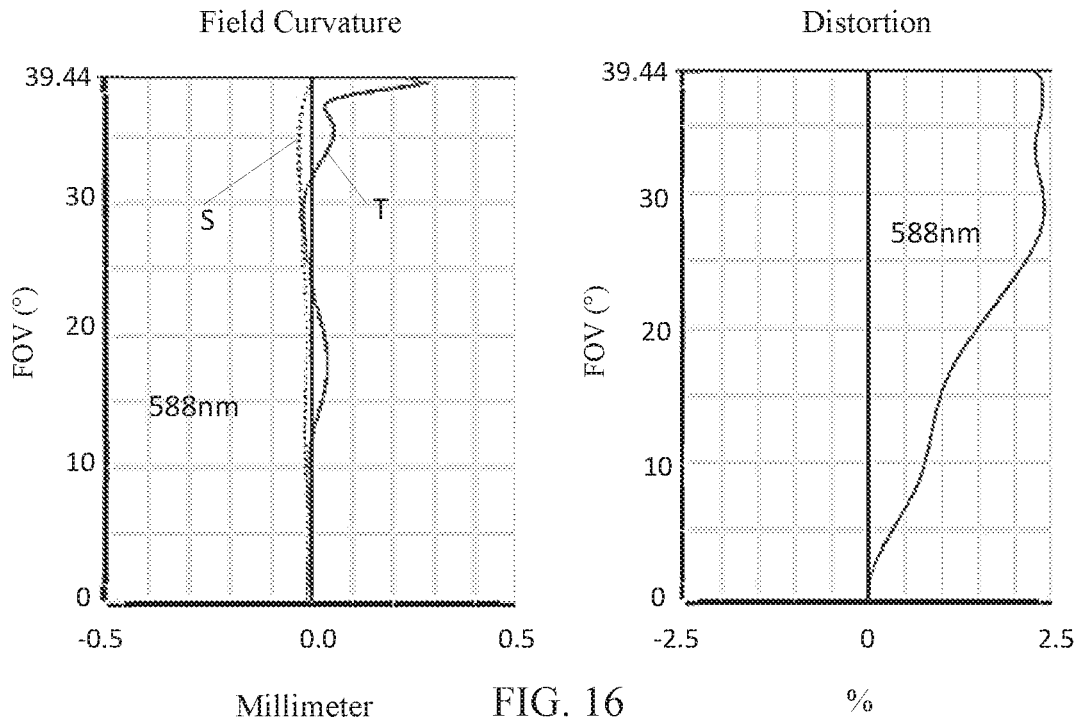 Field Curvature
39.44
30
20
10
0
FOV (°)
S
T
588nm
-0.5
0.0
0.5
Millimeter
Distortion
39.44
30
20
10
0
FOV (°)
588nm
-2.5
0
2.5
%
FIG. 16